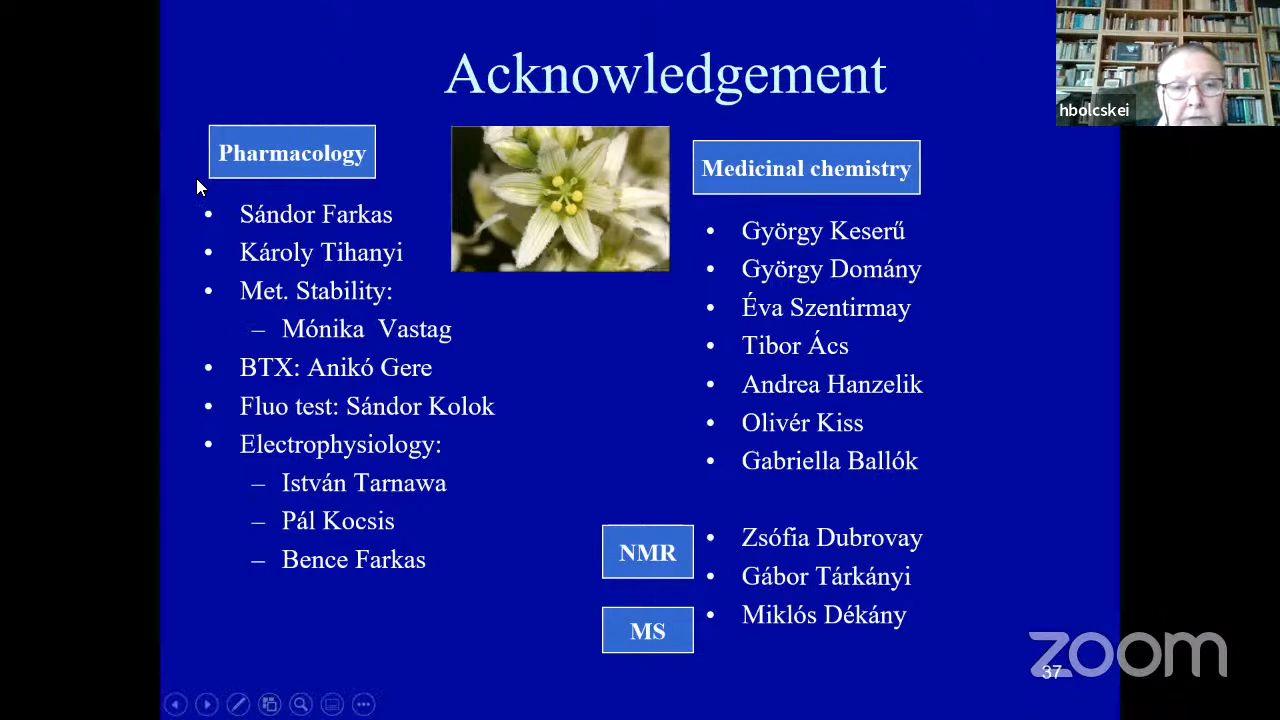 Acknowledgement
hbolcskei
Pharmacology
• Sándor Farkas
• Károly Tihanyi
• Met. Stability:
– Mónika Vastag
• BTX: Anikó Gere
• Fluo test: Sándor Kolok
• Electrophysiology:
– István Tarnawa
– Pál Kocsis
– Bence Farkas
Medicinal chemistry
• György Keserű
• György Domány
• Éva Szentirmay
• Tibor Ács
• Andrea Hanzelik
• Olivér Kiss
• Gabriella Ballók
NMR
• Zsófia Dubrovay
• Gábor Tárkányi
MS
• Miklós Dékány
zoom
37